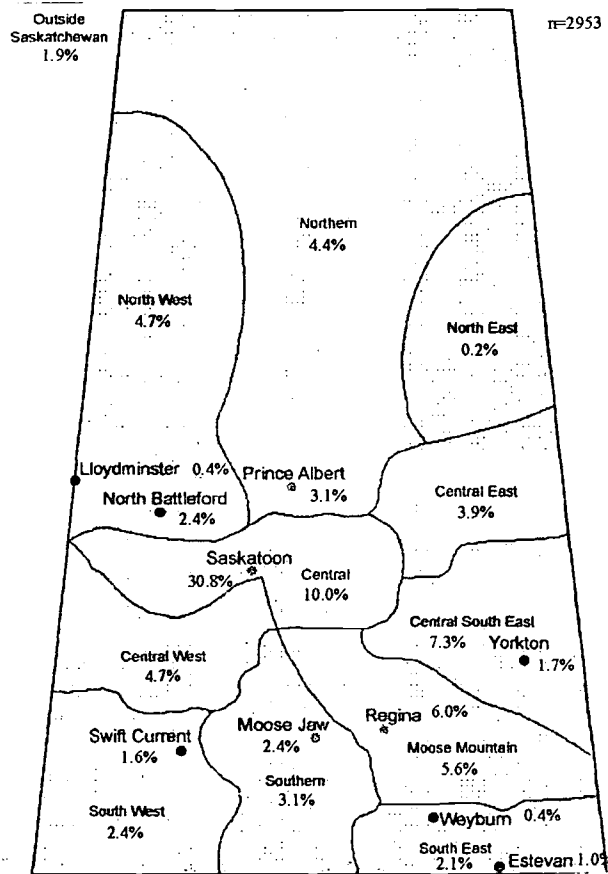 Outside
Saskatchewan
1.9%
n=2953
Northern
4.4%
North West
4.7%
North East
0.2%
Lloydminster 0.4%
Prince Albert
3.1%
North Battleford
2.4%
Central East
3.9%
Saskatoon
30.8%
Central
10.0%
Central South East
7.3%
Yorkton
1.7%
Central West
4.7%
Regina 6.0%
Moose Jaw
2.4%
Swift Current
1.6%
Moose Mountain
5.6%
Southern
3.1%
South West
2.4%
Weyburn 0.4%
South East
2.1%
Estevan 1.0%